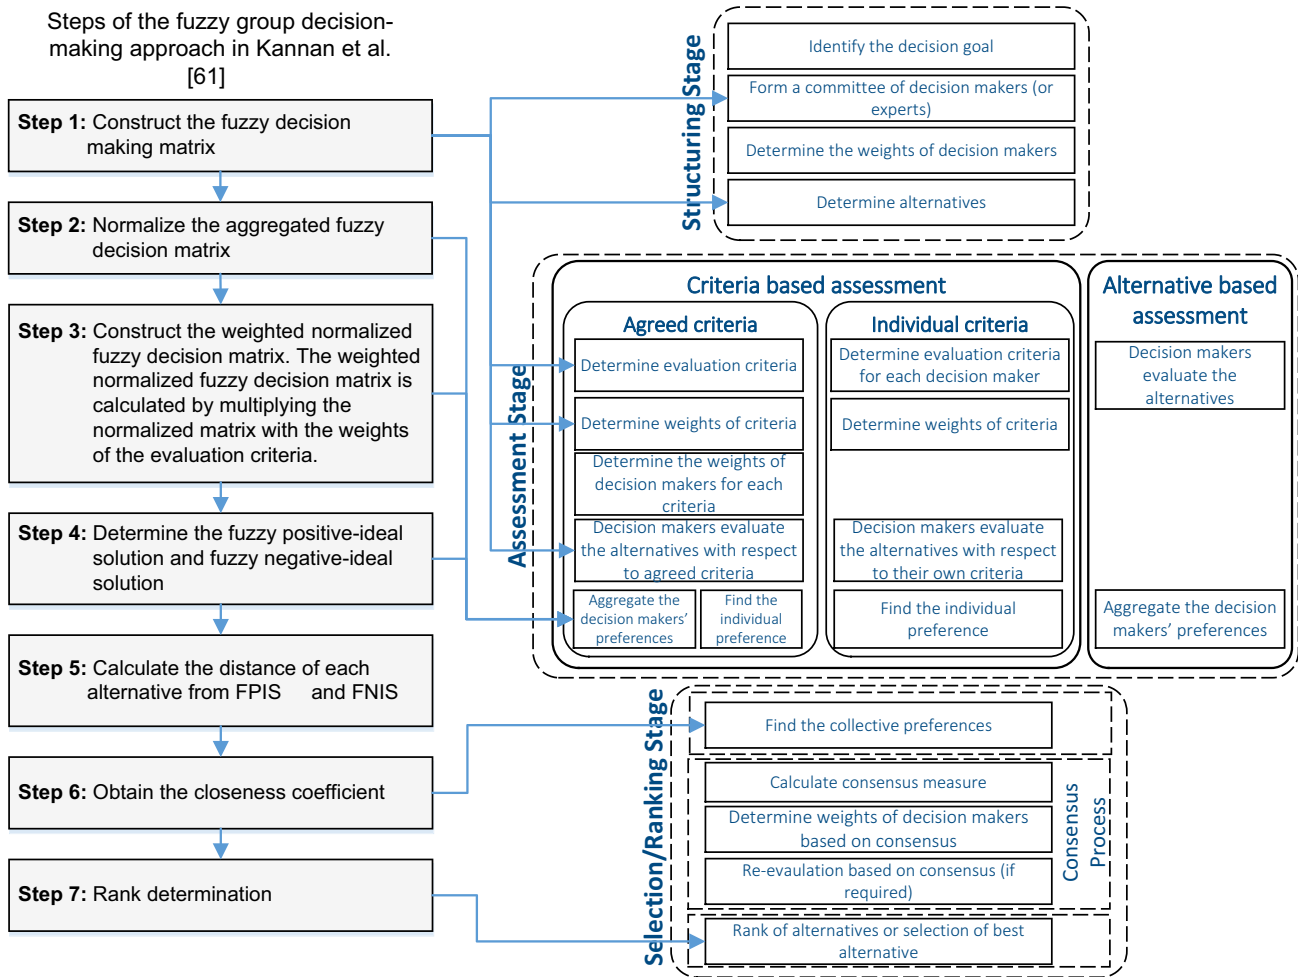 Steps of the fuzzy group decision-
making approach in Kannan et al.
[61]
Step 1: Construct the fuzzy decision
making matrix
Step 2: Normalize the aggregated fuzzy
decision matrix
Step 3: Construct the weighted normalized
fuzzy decision matrix. The weighted
normalized fuzzy decision matrix is
calculated by multiplying the
normalized matrix with the weights
of the evaluation criteria.
Step 4: Determine the fuzzy positive-ideal
solution and fuzzy negative-ideal
solution
Step 5: Calculate the distance of each
alternative from FPIS and FNIS
Step 6: Obtain the closeness coefficient
Step 7: Rank determination
Structuring Stage
Identify the decision goal
Form a committee of decision makers (or
experts)
Determine the weights of decision makers
Determine alternatives
Assessment Stage
Criteria based assessment
Agreed criteria
Determine evaluation criteria
Determine weights of criteria
Determine the weights of
decision makers for each
criteria
Decision makers evaluate
the alternatives with respect
to agreed criteria
Aggregate the
decision makers'
preferences
Find the
individual
preference
Individual criteria
Determine evaluation criteria
for each decision maker
Determine weights of criteria
Decision makers evaluate
the alternatives with respect
to their own criteria
Find the individual
preference
Alternative based
assessment
Decision makers
evaluate the
alternatives
Aggregate the decision
makers' preferences
Selection/Ranking Stage
Find the collective preferences
Calculate consensus measure
Determine weights of decision makers
based on consensus
Re-evaulation based on consensus (if
required)
Consensus
Process
Rank of alternatives or selection of best
alternative